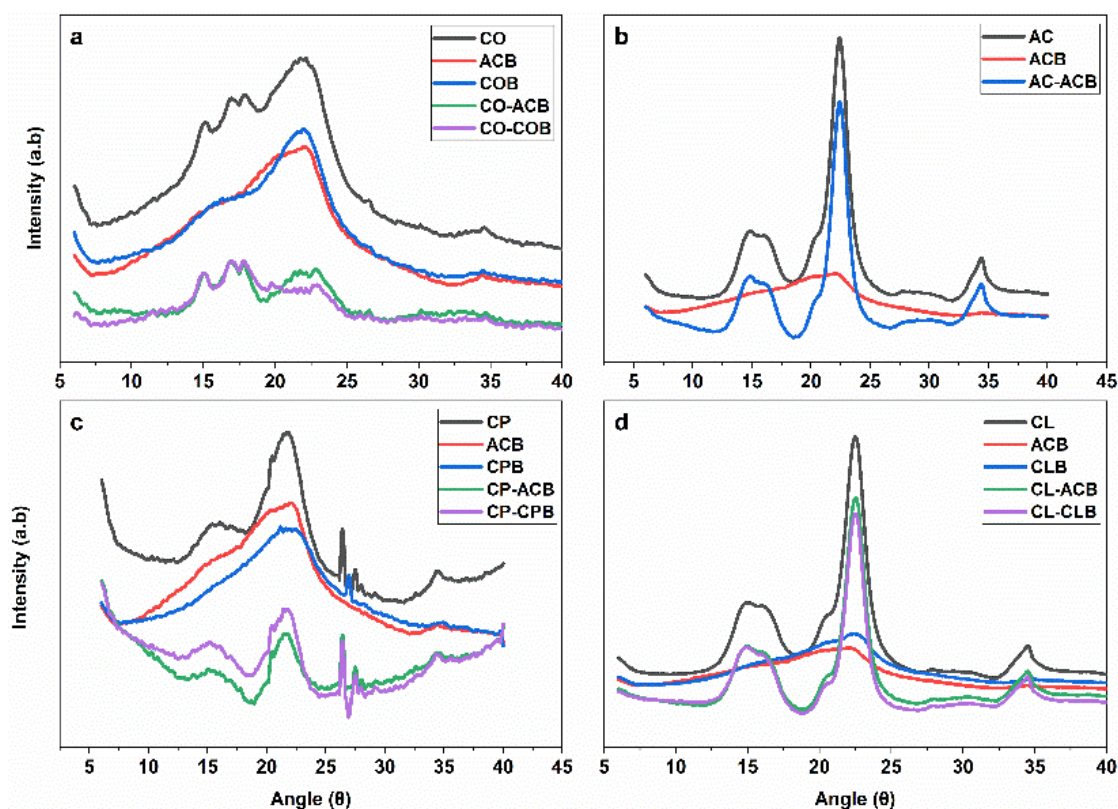 a
CO
ACB
COB
CO-ACB
CO-COB
Intensity (a.b)
5 10 15 20 25 30 35 40
b
AC
ACB
AC-ACB
5 10 15 20 25 30 35 40 45
c
CP
ACB
CPB
CP-ACB
CP-CPB
Intensity (a.b)
5 10 15 20 25 30 35 40 45
Angle (θ)
d
CL
ACB
CLB
CL-ACB
CL-CLB
5 10 15 20 25 30 35 40
Angle (θ)